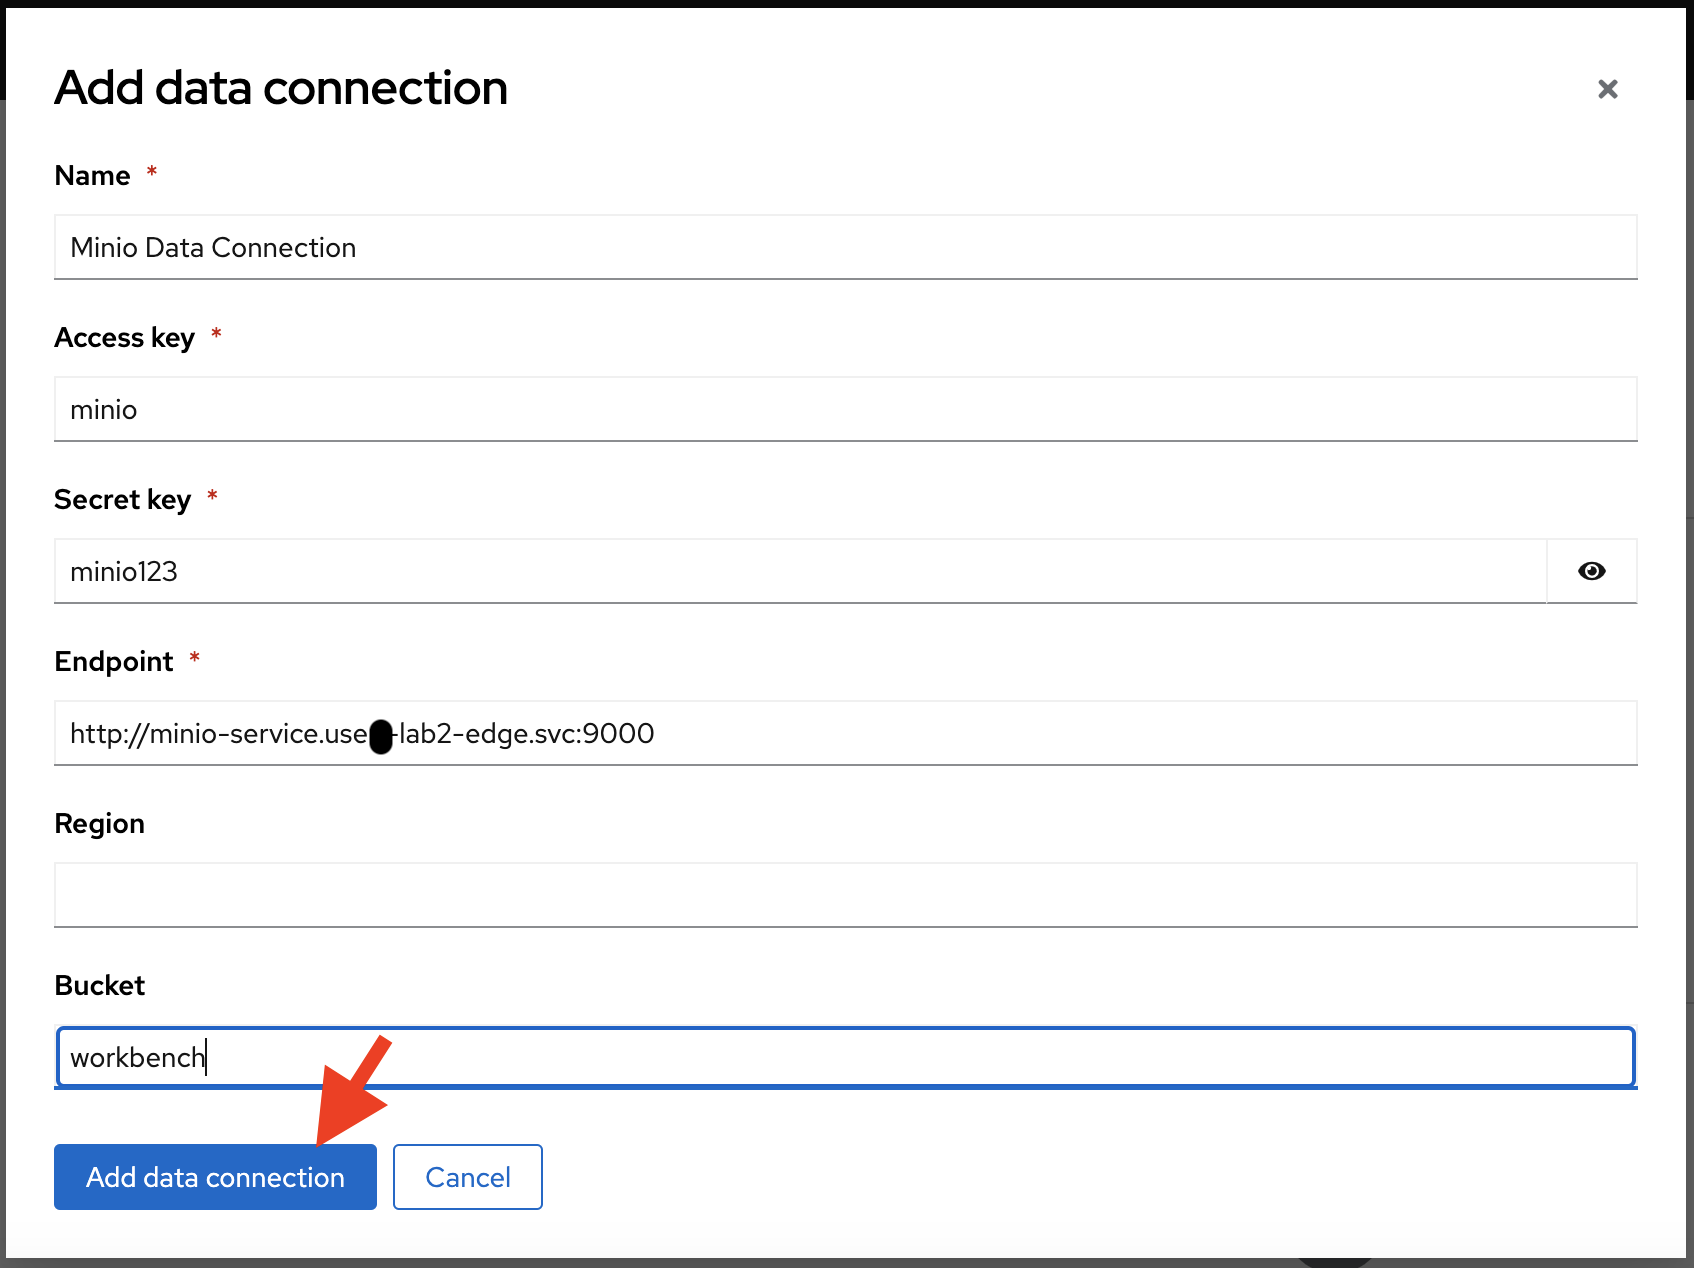 Add data connection
Name *
Minio Data Connection
Access key *
minio
Secret key *
minio123
Endpoint *
http://minio-service.use -lab2-edge.svc:9000
Region
Bucket
workbench
Add data connection
Cancel